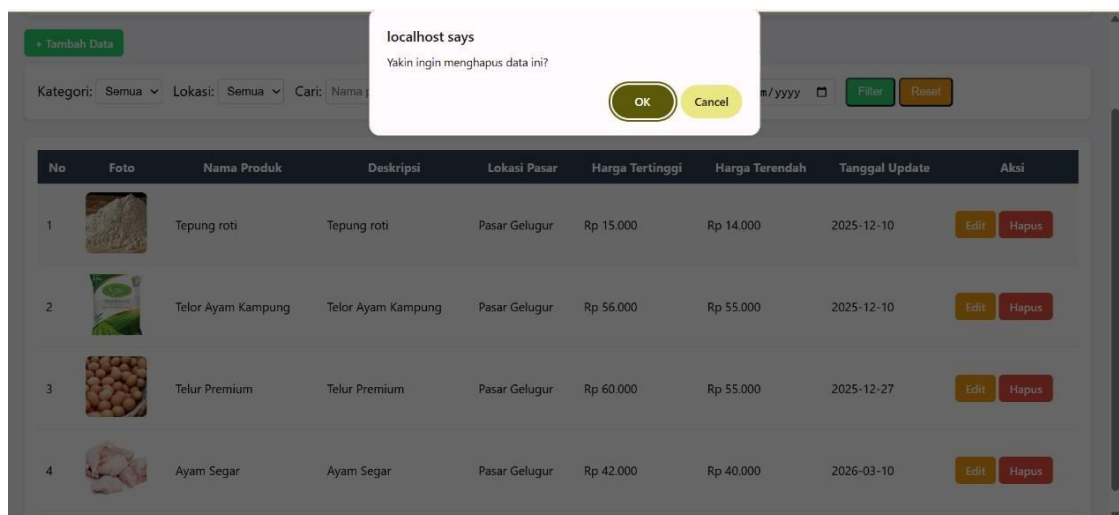 localhost says
Yakin ingin menghapus data ini?
OK Cancel
+ Tambah Data
Kategori: Semua Lokasi: Semua Cari: Nama /yyyy Filter Reset
No Foto Nama Produk Deskripsi Lokasi Pasar Harga Tertinggi Harga Terendah Tanggal Update Aksi
1 Tepung roti Tepung roti Pasar Gelugur Rp 15.000 Rp 14.000 2025-12-10 Edit Hapus
2 Telor Ayam Kampung Telor Ayam Kampung Pasar Gelugur Rp 56.000 Rp 55.000 2025-12-10 Edit Hapus
3 Telur Premium Telur Premium Pasar Gelugur Rp 60.000 Rp 55.000 2025-12-27 Edit Hapus
4 Ayam Segar Ayam Segar Pasar Gelugur Rp 42.000 Rp 40.000 2026-03-10 Edit Hapus